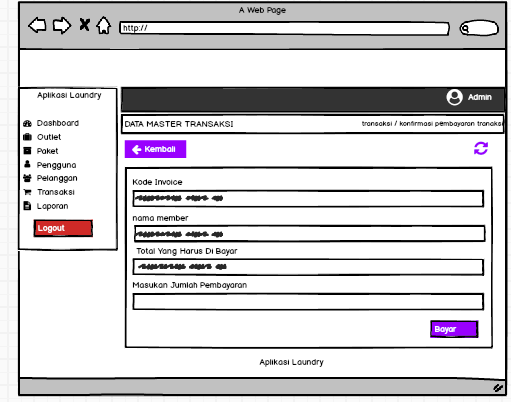 A Web Page
http://
Aplikasi Laundry
Admin
Dashboard
Outlet
Paket
Pengguna
Pelanggan
Transaksi
Laporan
Logout
DATA MASTER TRANSAKSI
transaksi / konfirmasi pembayaran
Kembali
Kode Invoice
nama member
Total Yang Harus Di Bayar
Masukan Jumlah Pembayaran
Bayar
Aplikasi Laundry